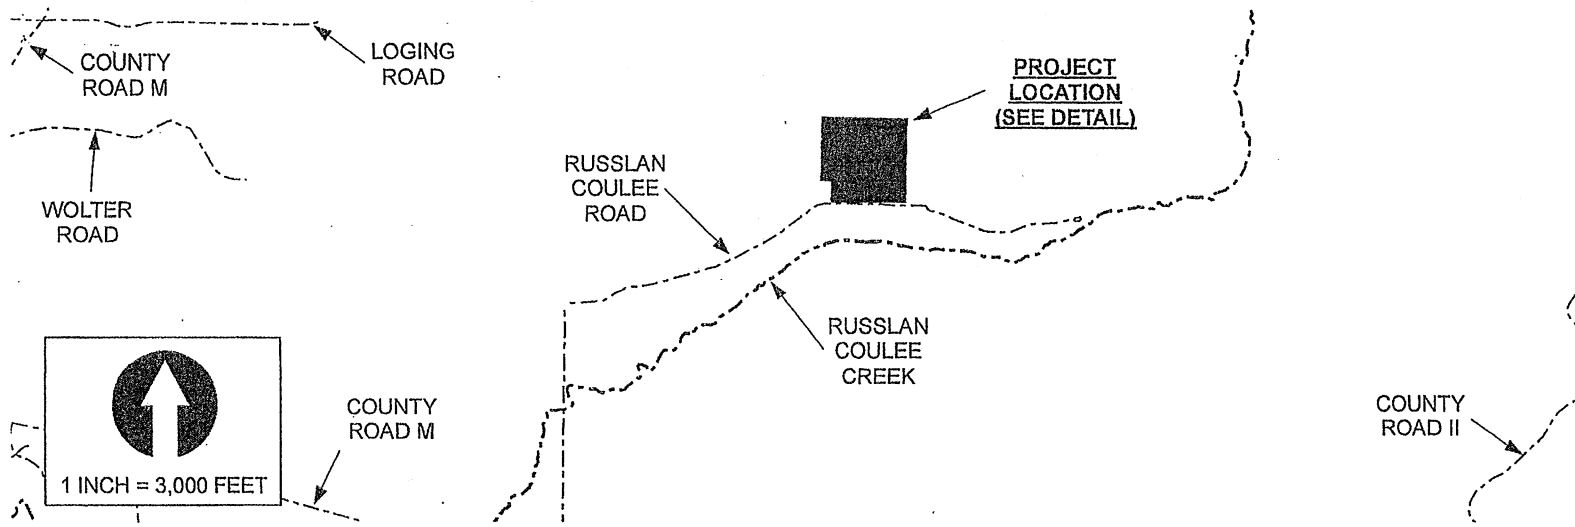 COUNTY
ROAD M
LOGING
ROAD
PROJECT
LOCATION
(SEE DETAIL)
WOLTER
ROAD
RUSSLAN
COULEE
ROAD
RUSSLAN
COULEE
CREEK
1 INCH = 3,000 FEET
COUNTY
ROAD M
COUNTY
ROAD II